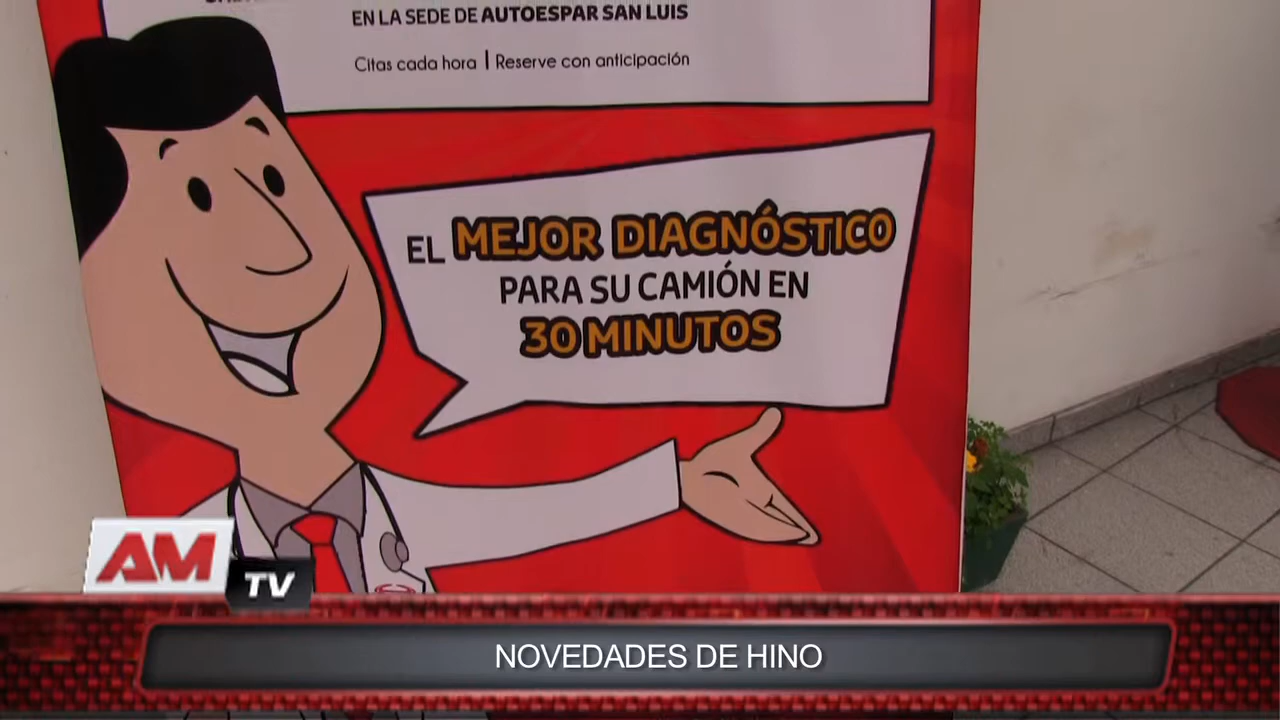 EN LA SEDE DE AUTOESPAR SAN LUIS
Citas cada hora | Reserve con anticipación
EL MEJOR DIAGNÓSTICO
PARA SU CAMIÓN EN
30 MINUTOS
AM
TV
NOVEDADES DE HINO